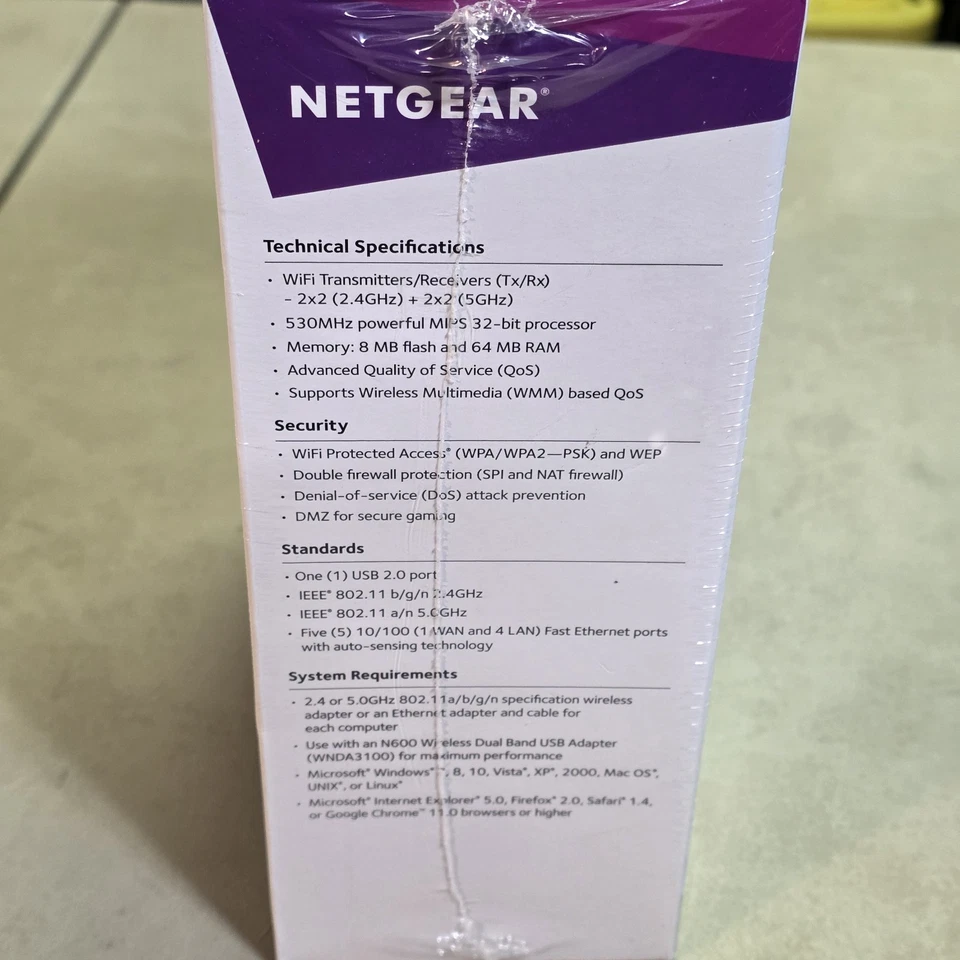 NETGEAR®
Technical Specifications
• WiFi Transmitters/Receivers (Tx/Rx)
– 2x2 (2.4GHz) + 2x2 (5GHz)
• 530MHz powerful MIPS 32-bit processor
• Memory: 8 MB flash and 64 MB RAM
• Advanced Quality of Service (QoS)
• Supports Wireless Multimedia (WMM) based QoS
Security
• WiFi Protected Access® (WPA/WPA2—PSK) and WEP
• Double firewall protection (SPI and NAT firewall)
• Denial-of-service (DoS) attack prevention
• DMZ for secure gaming
Standards
• One (1) USB 2.0 port
• IEEE® 802.11 b/g/n 2.4GHz
• IEEE® 802.11 a/n 5.0GHz
• Five (5) 10/100 (1 WAN and 4 LAN) Fast Ethernet ports
with auto-sensing technology
System Requirements
• 2.4 or 5.0GHz 802.11a/b/g/n specification wireless
adapter or an Ethernet adapter and cable for
each computer
• Use with an N600 Wireless Dual Band USB Adapter
(WNDA3100) for maximum performance
• Microsoft® Windows® 8, 10, Vista®, XP®, 2000, Mac OS®,
UNIX®, or Linux®
• Microsoft® Internet Explorer® 5.0, Firefox® 2.0, Safari® 1.4,
or Google Chrome™ 11.0 browsers or higher